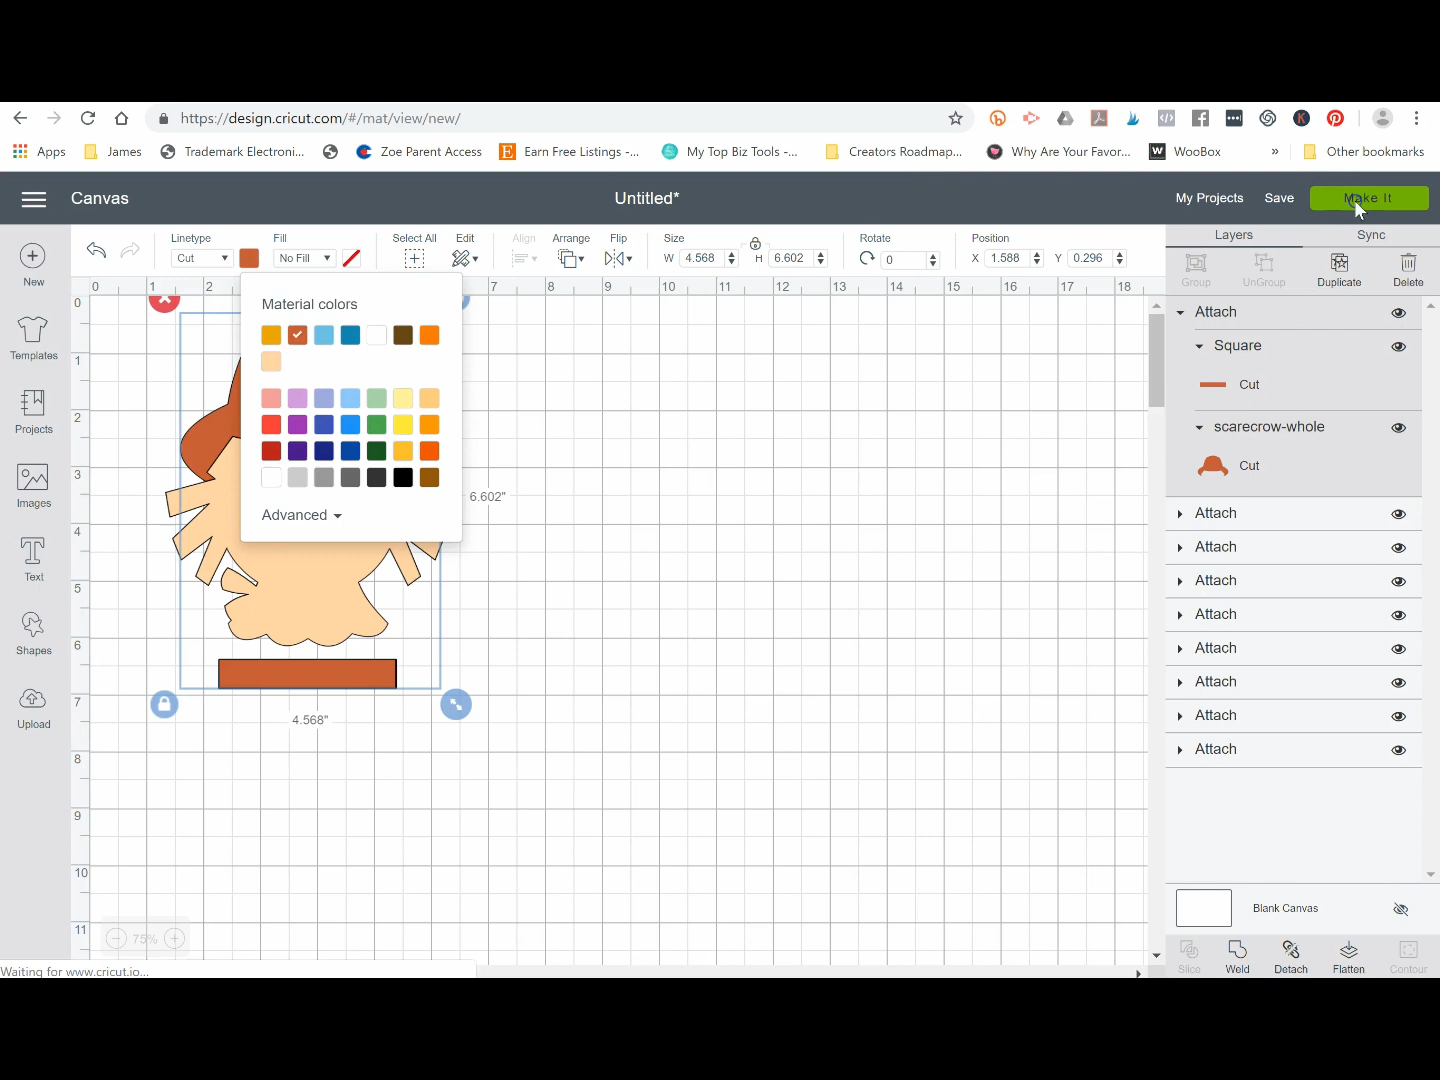 https://design.cricut.com/#/mat/view/new/
Apps James Trademark Electroni... Zoe Parent Access Earn Free Listings -... My Top Biz Tools -... Creators Roadmap... Why Are Your Favor... WooBox » Other bookmarks
Canvas Untitled* My Projects Save Make It
Linetype Fill Select All Edit Align Arrange Flip Size Rotate Position
Cut No Fill W 4.568 H 6.602 0 X 1.588 Y 0.296
Layers Sync
Group UnGroup Duplicate Delete
New
Templates
Projects
Images
Text
Shapes
Upload
0 1 2 7 8 9 10 11 12 13 14 15 16 17 18
0
1
2
3
4
5
6
7
8
9
10
11
Material colors
Advanced
6.602"
4.568"
75%
Attach
Square
Cut
scarecrow-whole
Cut
Attach
Attach
Attach
Attach
Attach
Attach
Attach
Attach
Blank Canvas
Slice Weld Detach Flatten Contour
Waiting for www.cricut.io...